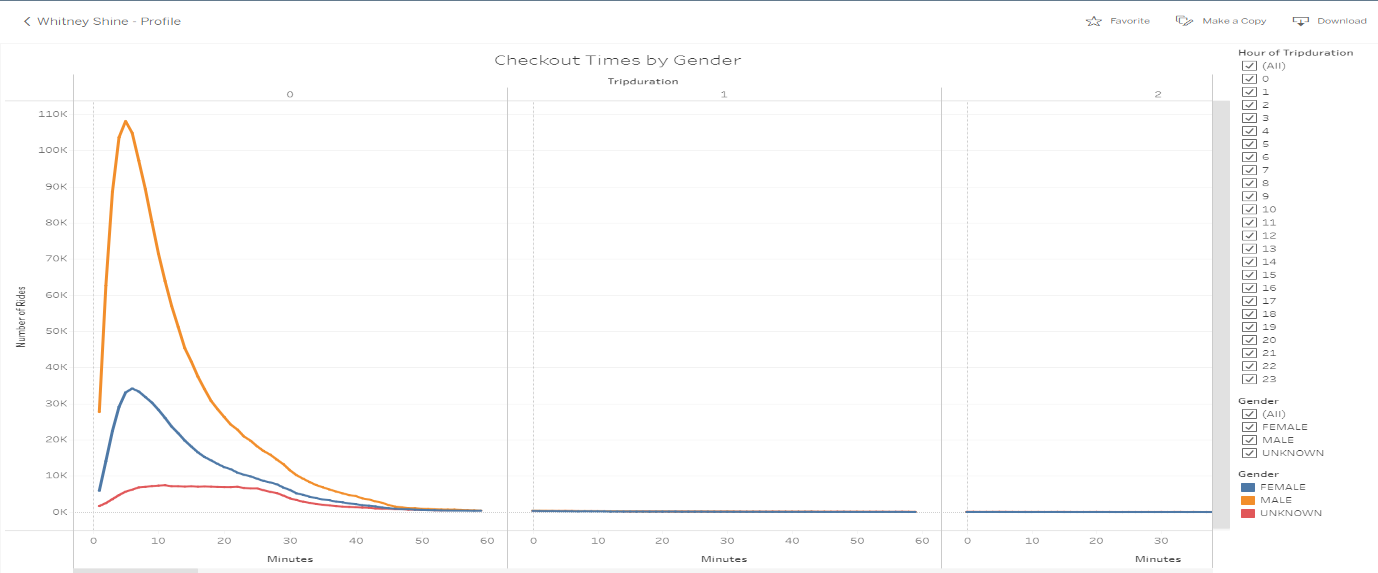 Whitney Shine - Profile
Favorite
Make a Copy
Download
Checkout Times by Gender
Tripduration
0
1
2
Number of Rides
110K
100K
90K
80K
70K
60K
50K
40K
30K
20K
10K
0K
0 10 20 30 40 50 60
0 10 20 30 40 50 60
0 10 20 30
Minutes
Minutes
Minutes
Hour of Tripduration
(All)
0
1
2
3
4
5
6
7
8
9
10
11
12
13
14
15
16
17
18
19
20
21
22
23
Gender
(All)
FEMALE
MALE
UNKNOWN
Gender
FEMALE
MALE
UNKNOWN